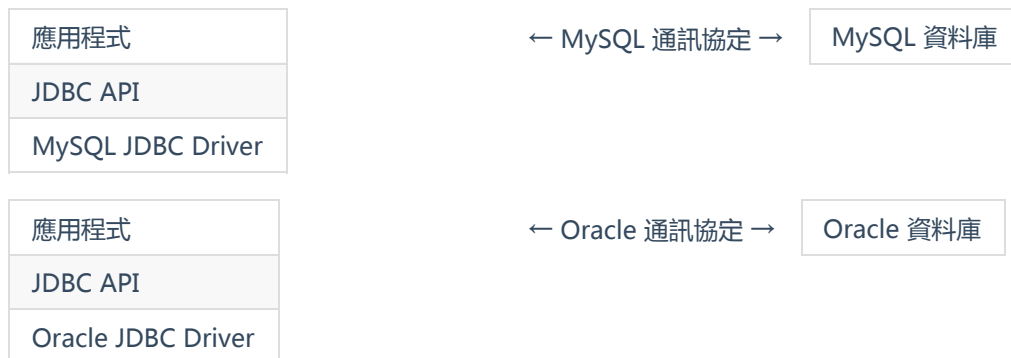 應用程式
← MySQL 通訊協定 →
MySQL 資料庫
JDBC API
MySQL JDBC Driver
應用程式
← Oracle 通訊協定 →
Oracle 資料庫
JDBC API
Oracle JDBC Driver